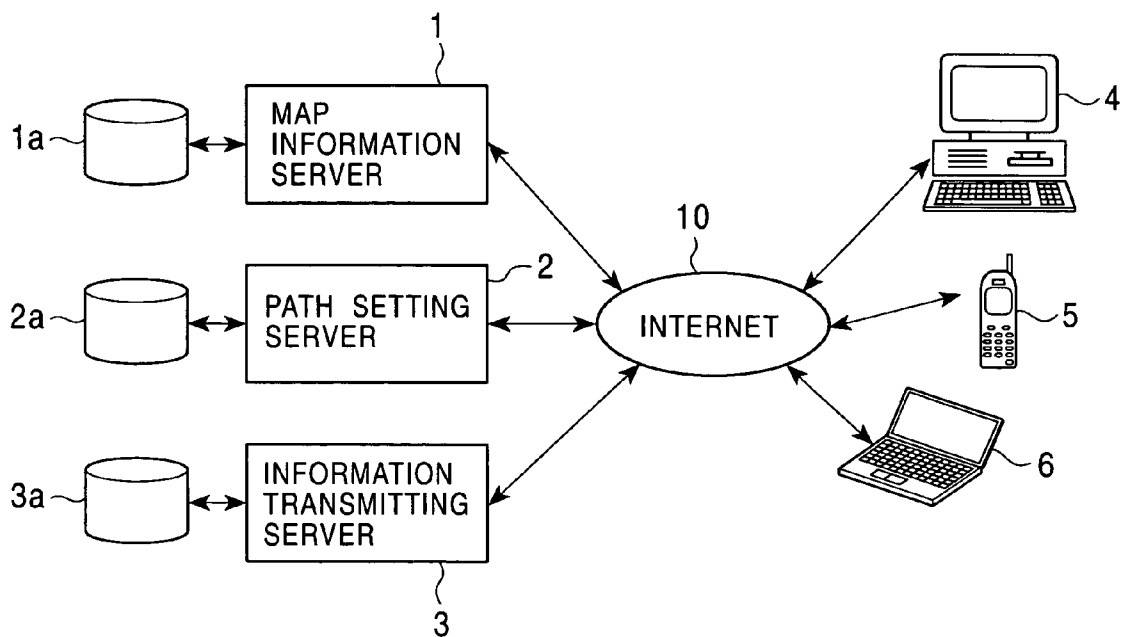 1
1a
MAP
INFORMATION
SERVER
4
10
2
2a
PATH SETTING
SERVER
INTERNET
5
3a
INFORMATION
TRANSMITTING
SERVER
6
3